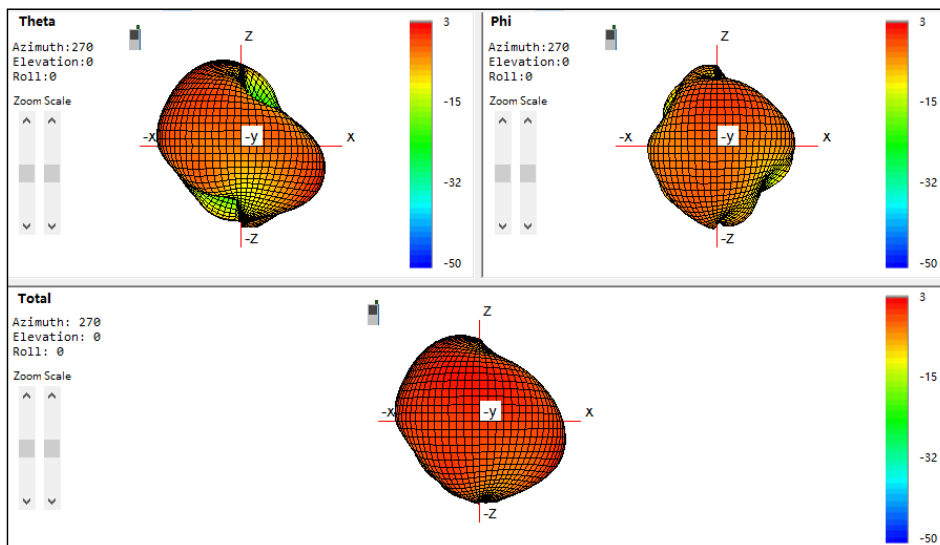 Theta
Azimuth:270
Elevation:0
Roll:0
Zoom Scale
Z
-x
-y
x
-Z
3
-15
-32
-50
Phi
Azimuth:270
Elevation:0
Roll:0
Zoom Scale
Z
-x
-y
x
-Z
3
-15
-32
-50
Total
Azimuth: 270
Elevation: 0
Roll: 0
Zoom Scale
Z
-x
-y
x
-Z
3
-15
-32
-50